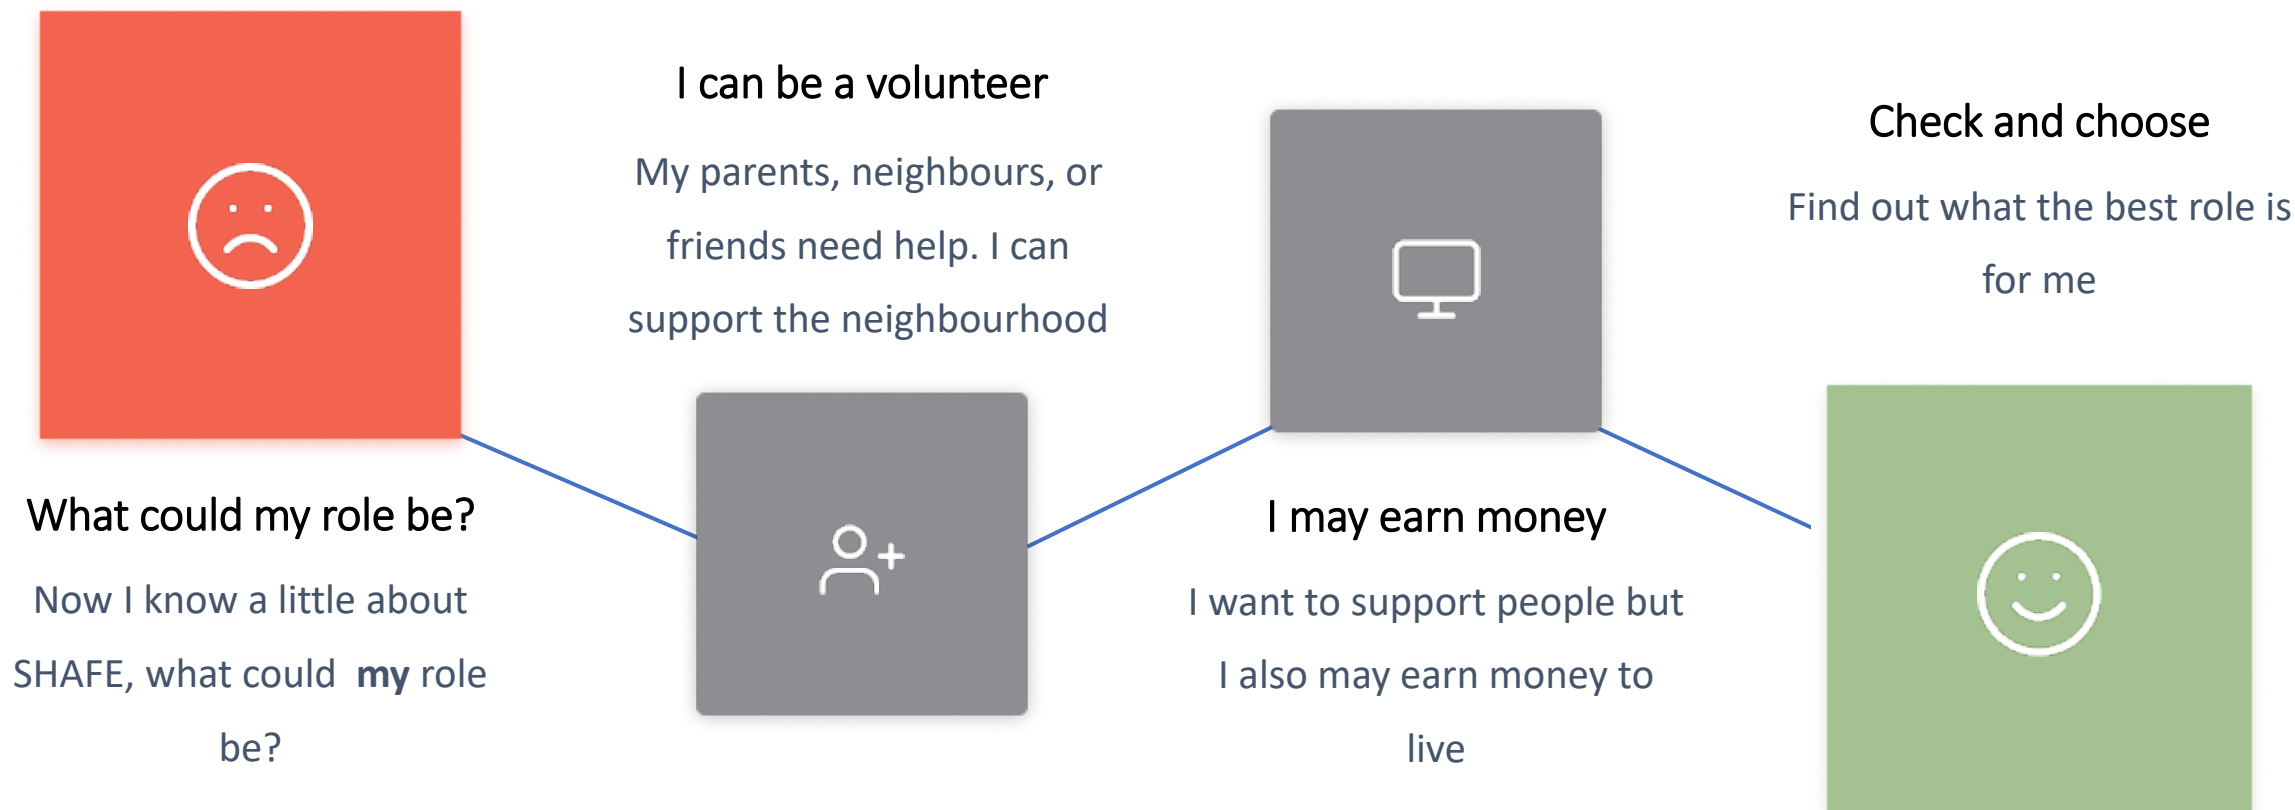 What could my role be?
Now I know a little about
SHAFE, what could my role
be?
I can be a volunteer
My parents, neighbours, or
friends need help. I can
support the neighbourhood
I may earn money
I want to support people but
I also may earn money to
live
Check and choose
Find out what the best role is
for me